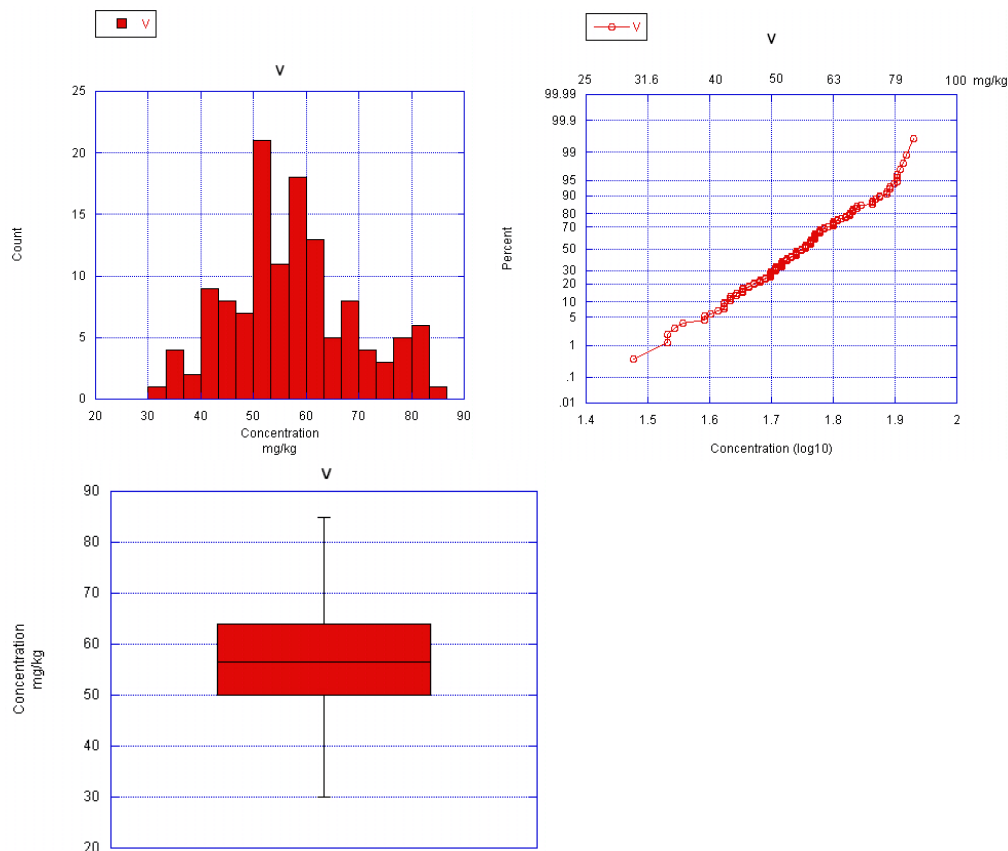 V
V
25
20
15
10
5
0
Count
20 30 40 50 60 70 80 90
Concentration
mg/kg
V
V
25 31.6 40 50 63 79 100 mg/kg
99.99
99.9
99
95
90
80
70
50
30
20
10
5
1
.1
.01
Percent
1.4 1.5 1.6 1.7 1.8 1.9 2
Concentration (log10)
V
90
80
70
60
50
40
30
20
Concentration
mg/kg